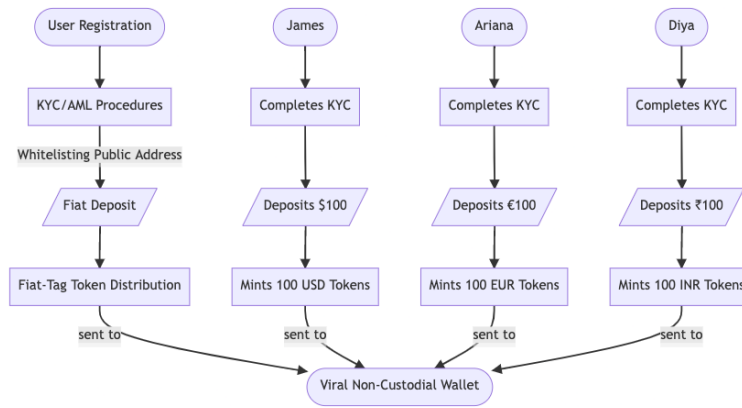 User Registration
James
Ariana
Diya
KYC/AML Procedures
Completes KYC
Completes KYC
Completes KYC
Whitelisting Public Address
Fiat Deposit
Deposits $100
Deposits €100
Deposits ₹100
Fiat-Tag Token Distribution
Mints 100 USD Tokens
Mints 100 EUR Tokens
Mints 100 INR Tokens
sent to
sent to
sent to
sent to
Viral Non-Custodial Wallet